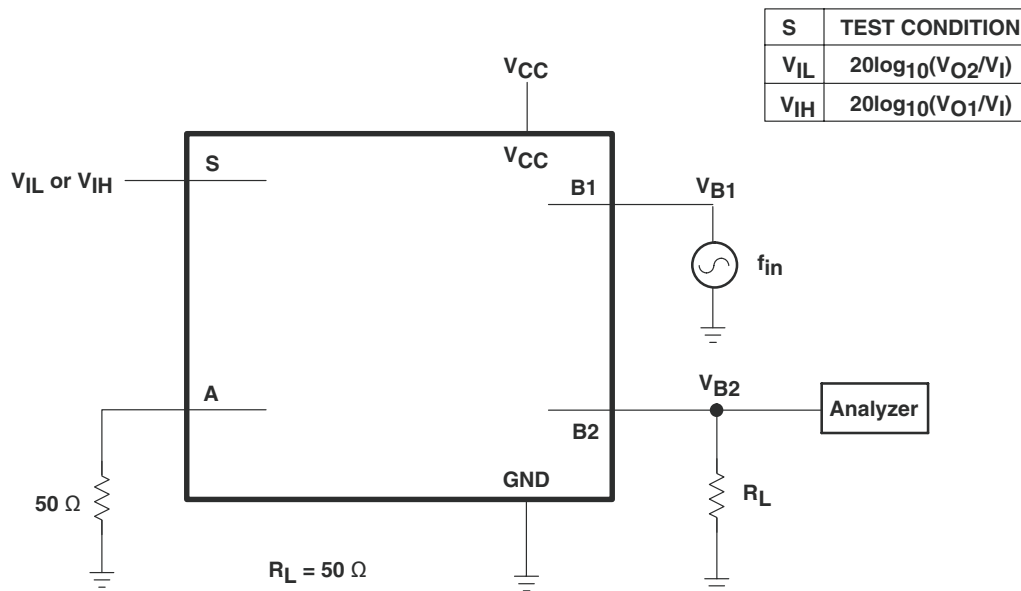 S TEST CONDITION
VIL 20log10(VO2/VI)
VIH 20log10(VO1/VI)
VCC
VCC
S
VIL or VIH
B1
VB1
fin
A
VB2
B2
Analyzer
GND
50 Ω
RL
RL = 50 Ω